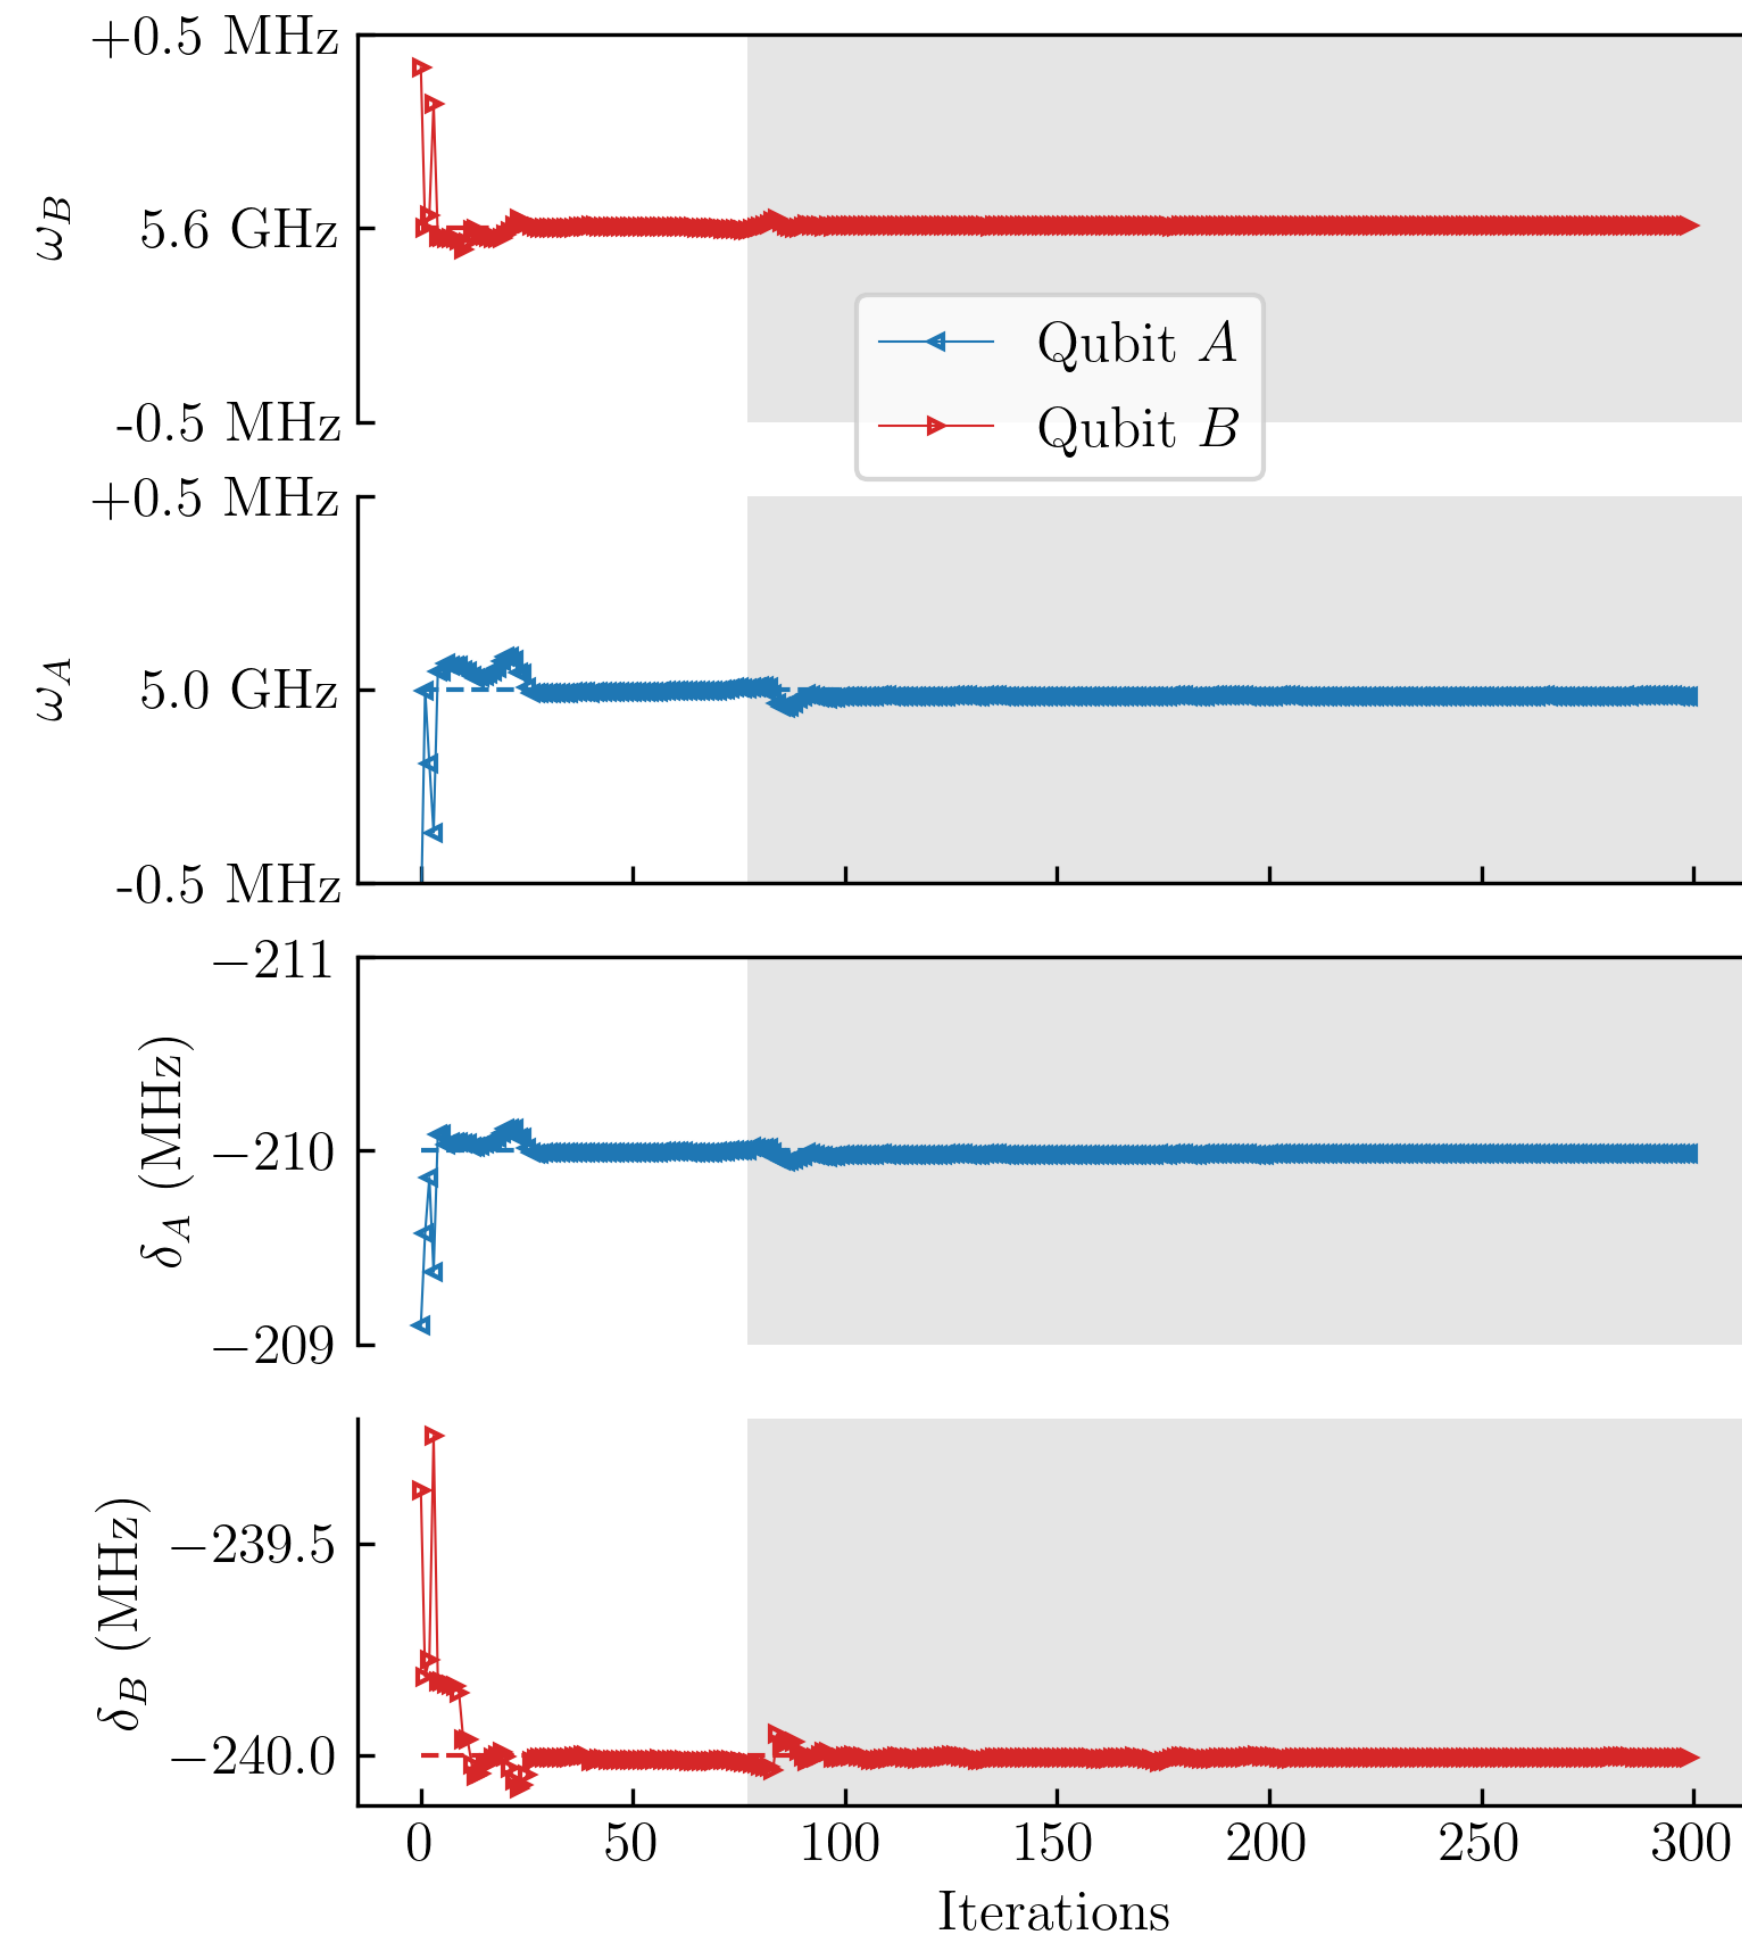 +0.5 MHz
ω_B
5.6 GHz
-0.5 MHz
Qubit A
Qubit B
+0.5 MHz
ω_A
5.0 GHz
-0.5 MHz
−211
δ_A (MHz)
−210
−209
δ_B (MHz)
−239.5
−240.0
0 50 100 150 200 250 300
Iterations